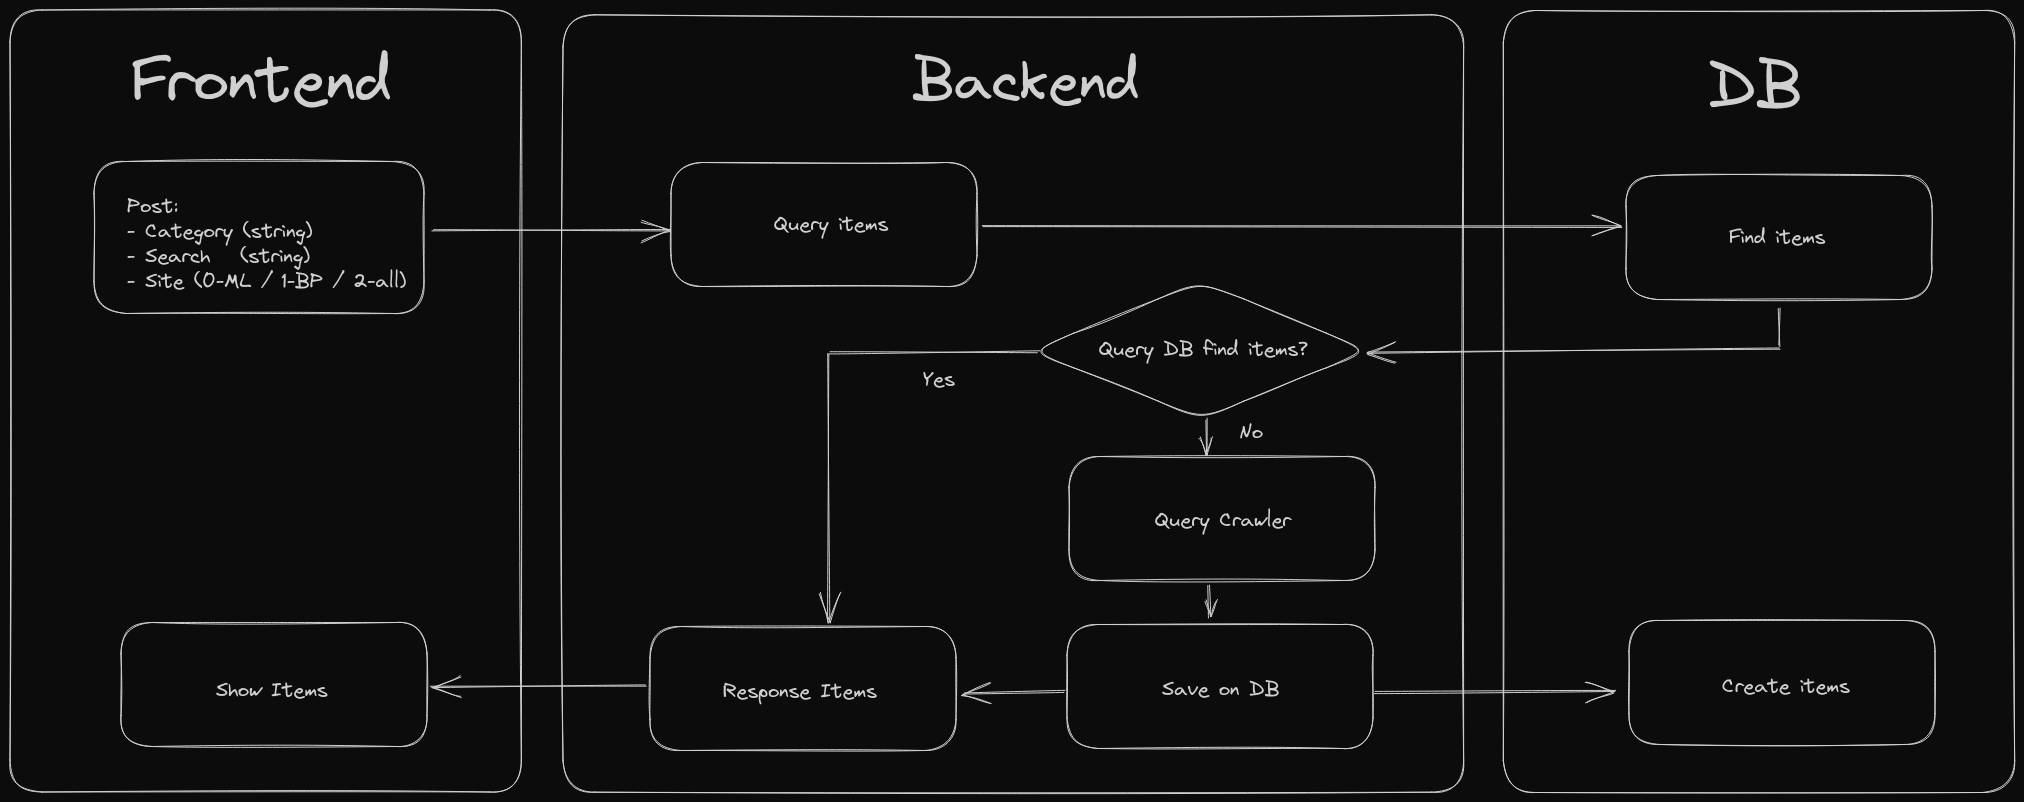 Frontend
Backend
DB
Post:
- Category (string)
- Search (string)
- Site (0-ML / 1-BP / 2-all)
Query items
Find items
Query DB find items?
Yes
No
Query Crawler
Show Items
Response Items
Save on DB
Create items